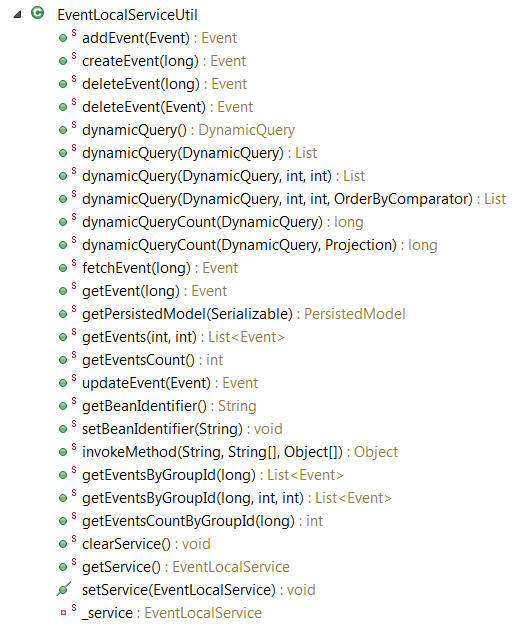 EventLocalServiceUtil
addEvent(Event) : Event
createEvent(long) : Event
deleteEvent(long) : Event
deleteEvent(Event) : Event
dynamicQuery() : DynamicQuery
dynamicQuery(DynamicQuery) : List
dynamicQuery(DynamicQuery, int, int) : List
dynamicQuery(DynamicQuery, int, int, OrderByComparator) : List
dynamicQueryCount(DynamicQuery) : long
dynamicQueryCount(DynamicQuery, Projection) : long
fetchEvent(long) : Event
getEvent(long) : Event
getPersistedModel(Serializable) : PersistedModel
getEvents(int, int) : List<Event>
getEventsCount() : int
updateEvent(Event) : Event
getBeanIdentifier() : String
setBeanIdentifier(String) : void
invokeMethod(String, String[], Object[]) : Object
getEventsByGroupId(long) : List<Event>
getEventsByGroupId(long, int, int) : List<Event>
getEventsCountByGroupId(long) : int
clearService() : void
getService() : EventLocalService
setService(EventLocalService) : void
_service : EventLocalService